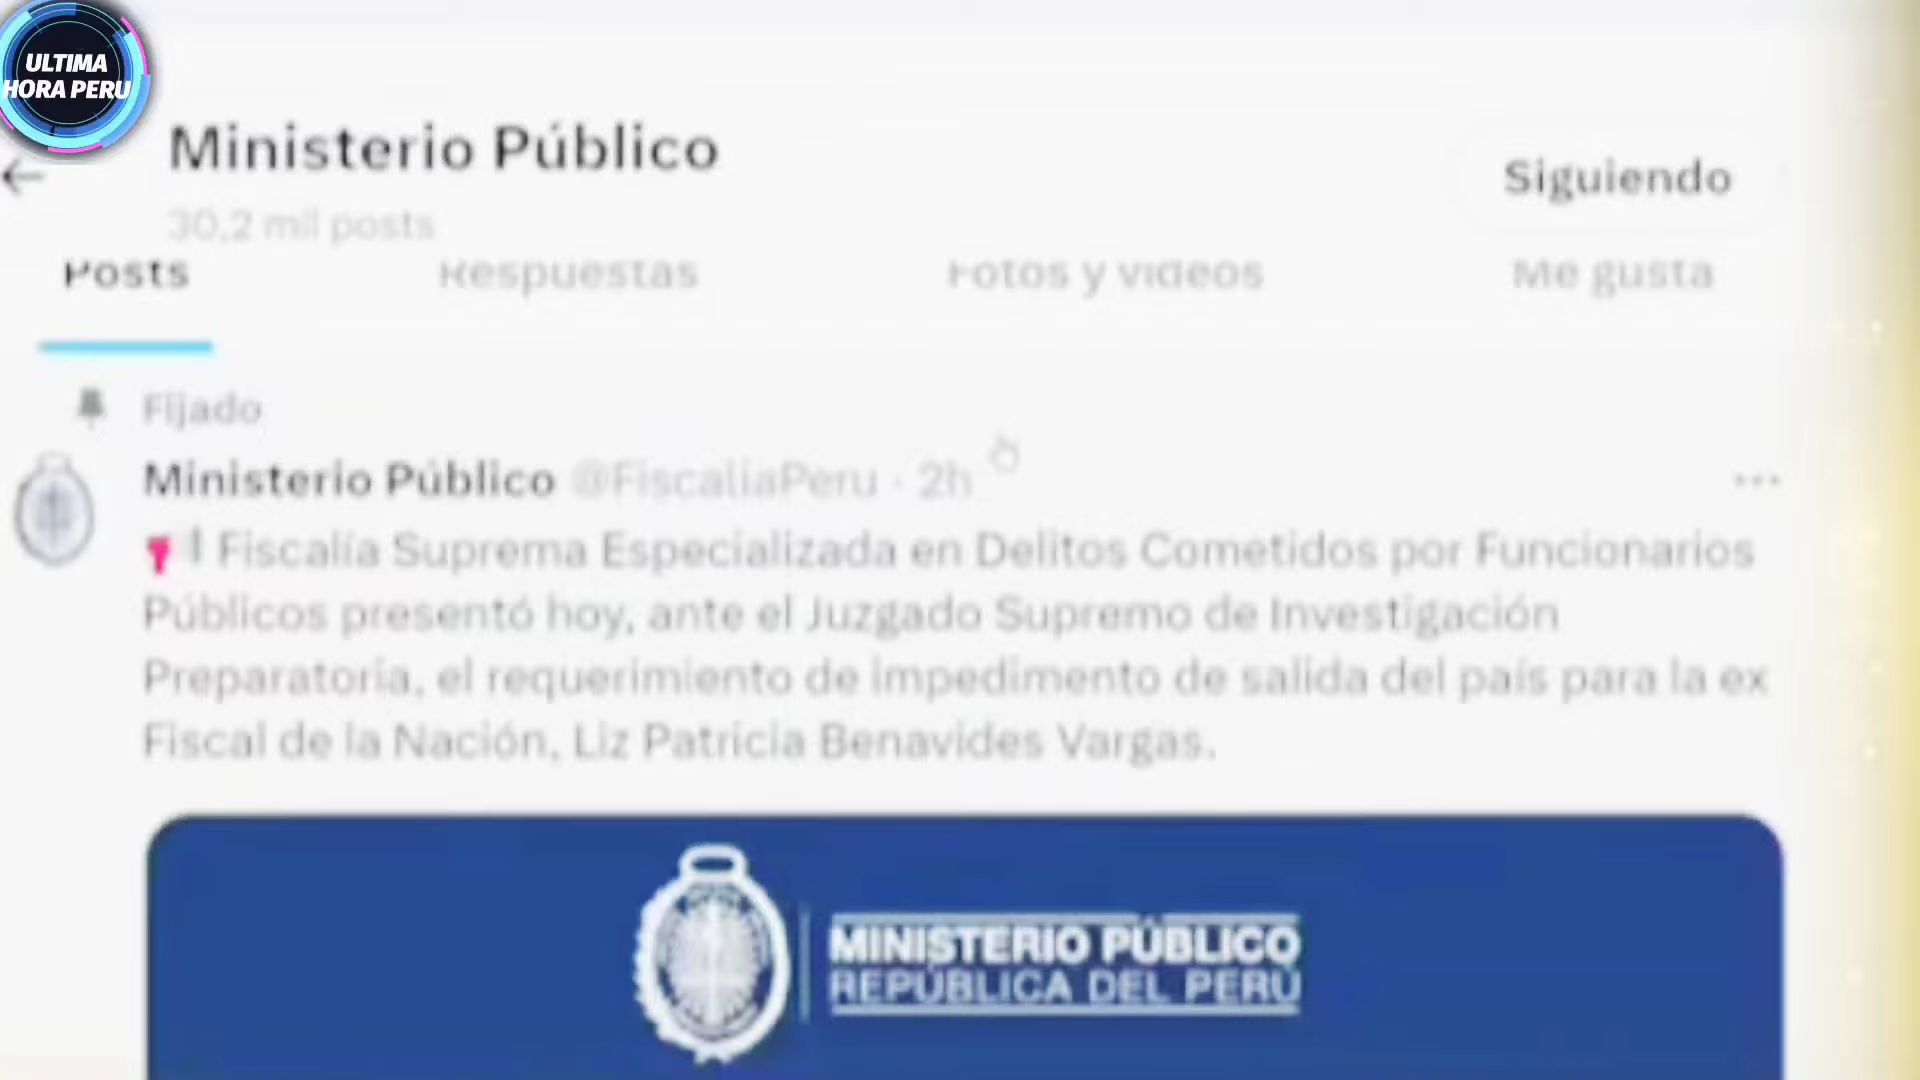 ULTIMA
HORA PERU
Ministerio Público
30,2 mil posts
Siguiendo
Posts
Respuestas
Fotos y videos
Me gusta
Fijado
Ministerio Público @FiscaliaPeru · 2h
Fiscalía Suprema Especializada en Delitos Cometidos por Funcionarios
Públicos presentó hoy, ante el Juzgado Supremo de Investigación
Preparatoria, el requerimiento de impedimento de salida del país para la ex
Fiscal de la Nación, Liz Patricia Benavides Vargas.
MINISTERIO PÚBLICO
REPÚBLICA DEL PERÚ